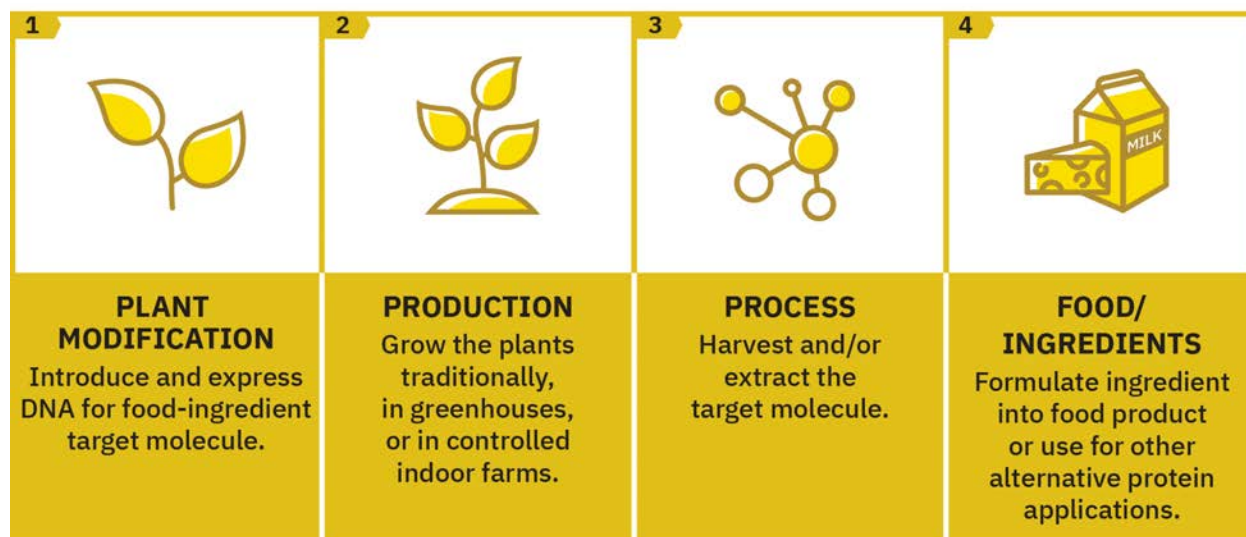 1
PLANT
MODIFICATION
Introduce and express
DNA for food-ingredient
target molecule.
2
PRODUCTION
Grow the plants
traditionally,
in greenhouses,
or in controlled
indoor farms.
3
PROCESS
Harvest and/or
extract the
target molecule.
4
MILK
FOOD/
INGREDIENTS
Formulate ingredient
into food product
or use for other
alternative protein
applications.